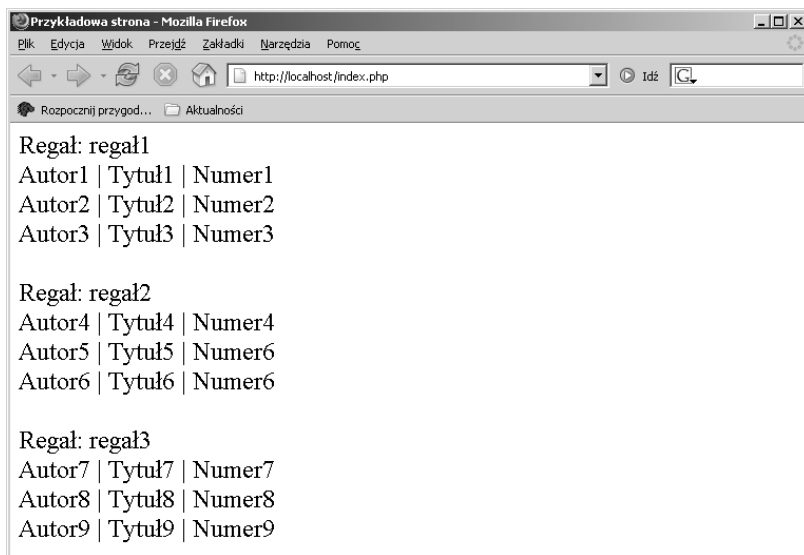 Przykładowa strona - Mozilla Firefox
Plik Edycja Widok Przejdź Zakładki Narzędzia Pomoc
http://localhost/index.php Idź G
Rozpocznij przygod... Aktualności
Regał: regał1
Autor1 | Tytuł1 | Numer1
Autor2 | Tytuł2 | Numer2
Autor3 | Tytuł3 | Numer3
Regał: regał2
Autor4 | Tytuł4 | Numer4
Autor5 | Tytuł5 | Numer6
Autor6 | Tytuł6 | Numer6
Regał: regał3
Autor7 | Tytuł7 | Numer7
Autor8 | Tytuł8 | Numer8
Autor9 | Tytuł9 | Numer9